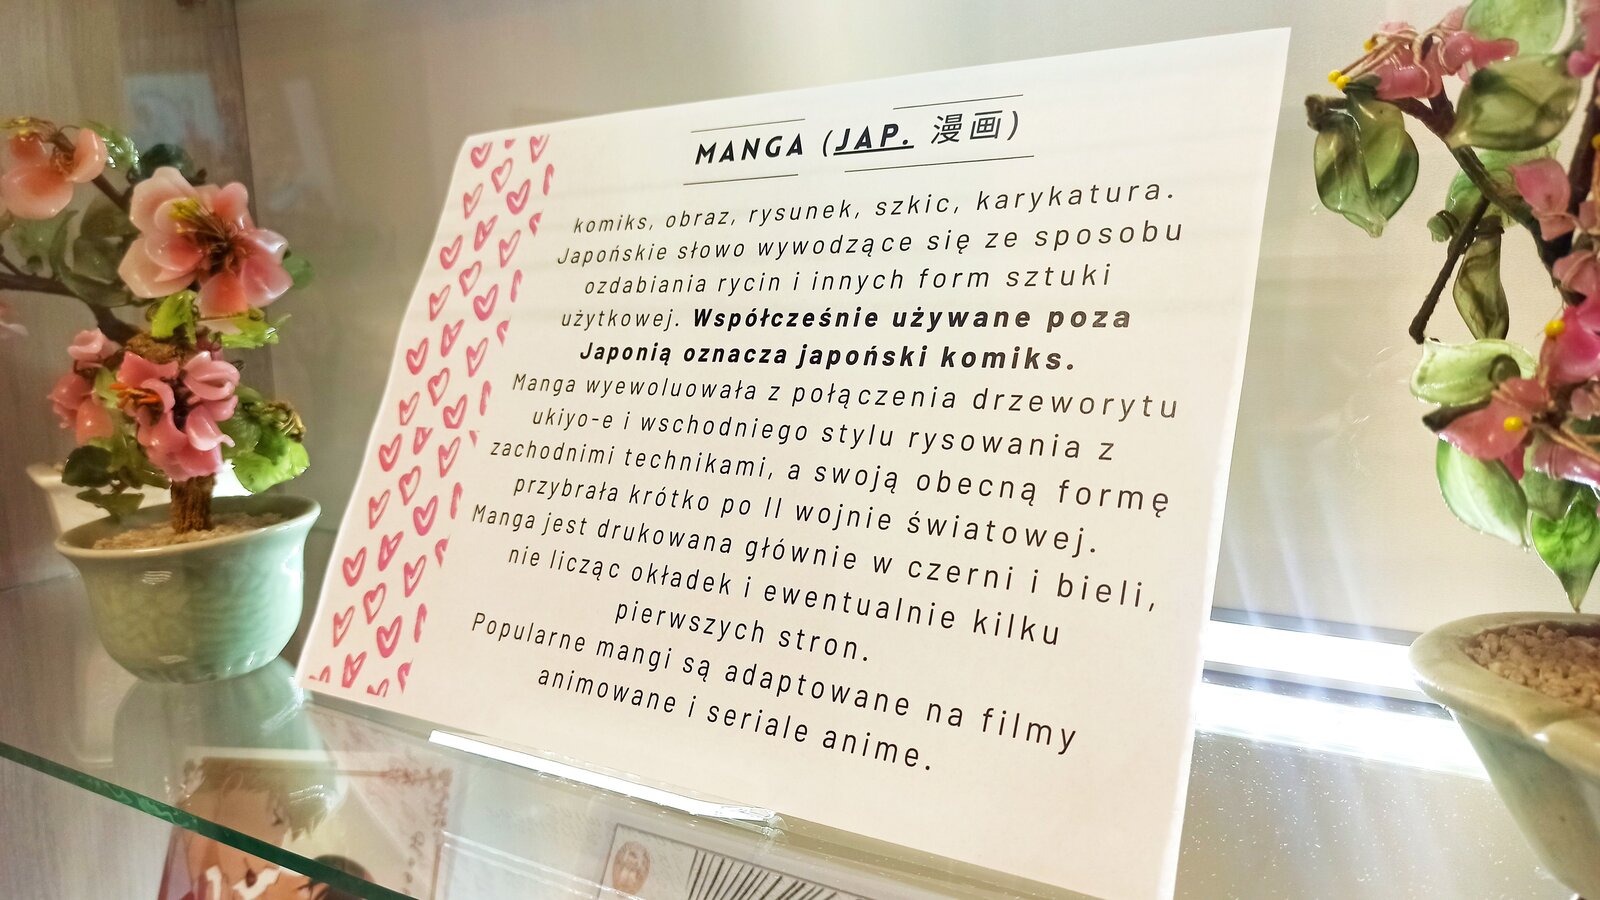 MANGA (JAP. 漫画)
komiks, obraz, rysunek, szkic, karykatura.
Japońskie słowo wywodzące się ze sposobu
ozdabiania rycin i innych form sztuki
użytkowej. Współcześnie używane poza
Japonią oznacza japoński komiks.
Manga wyewoluowała z połączenia drzeworytu
ukiyo-e i wschodniego stylu rysowania z
zachodnimi technikami, a swoją obecną formę
przybrała krótko po II wojnie światowej.
Manga jest drukowana głównie w czerni i bieli,
nie licząc okładek i ewentualnie kilku
pierwszych stron.
Popularne mangi są adaptowane na filmy
animowane i seriale anime.